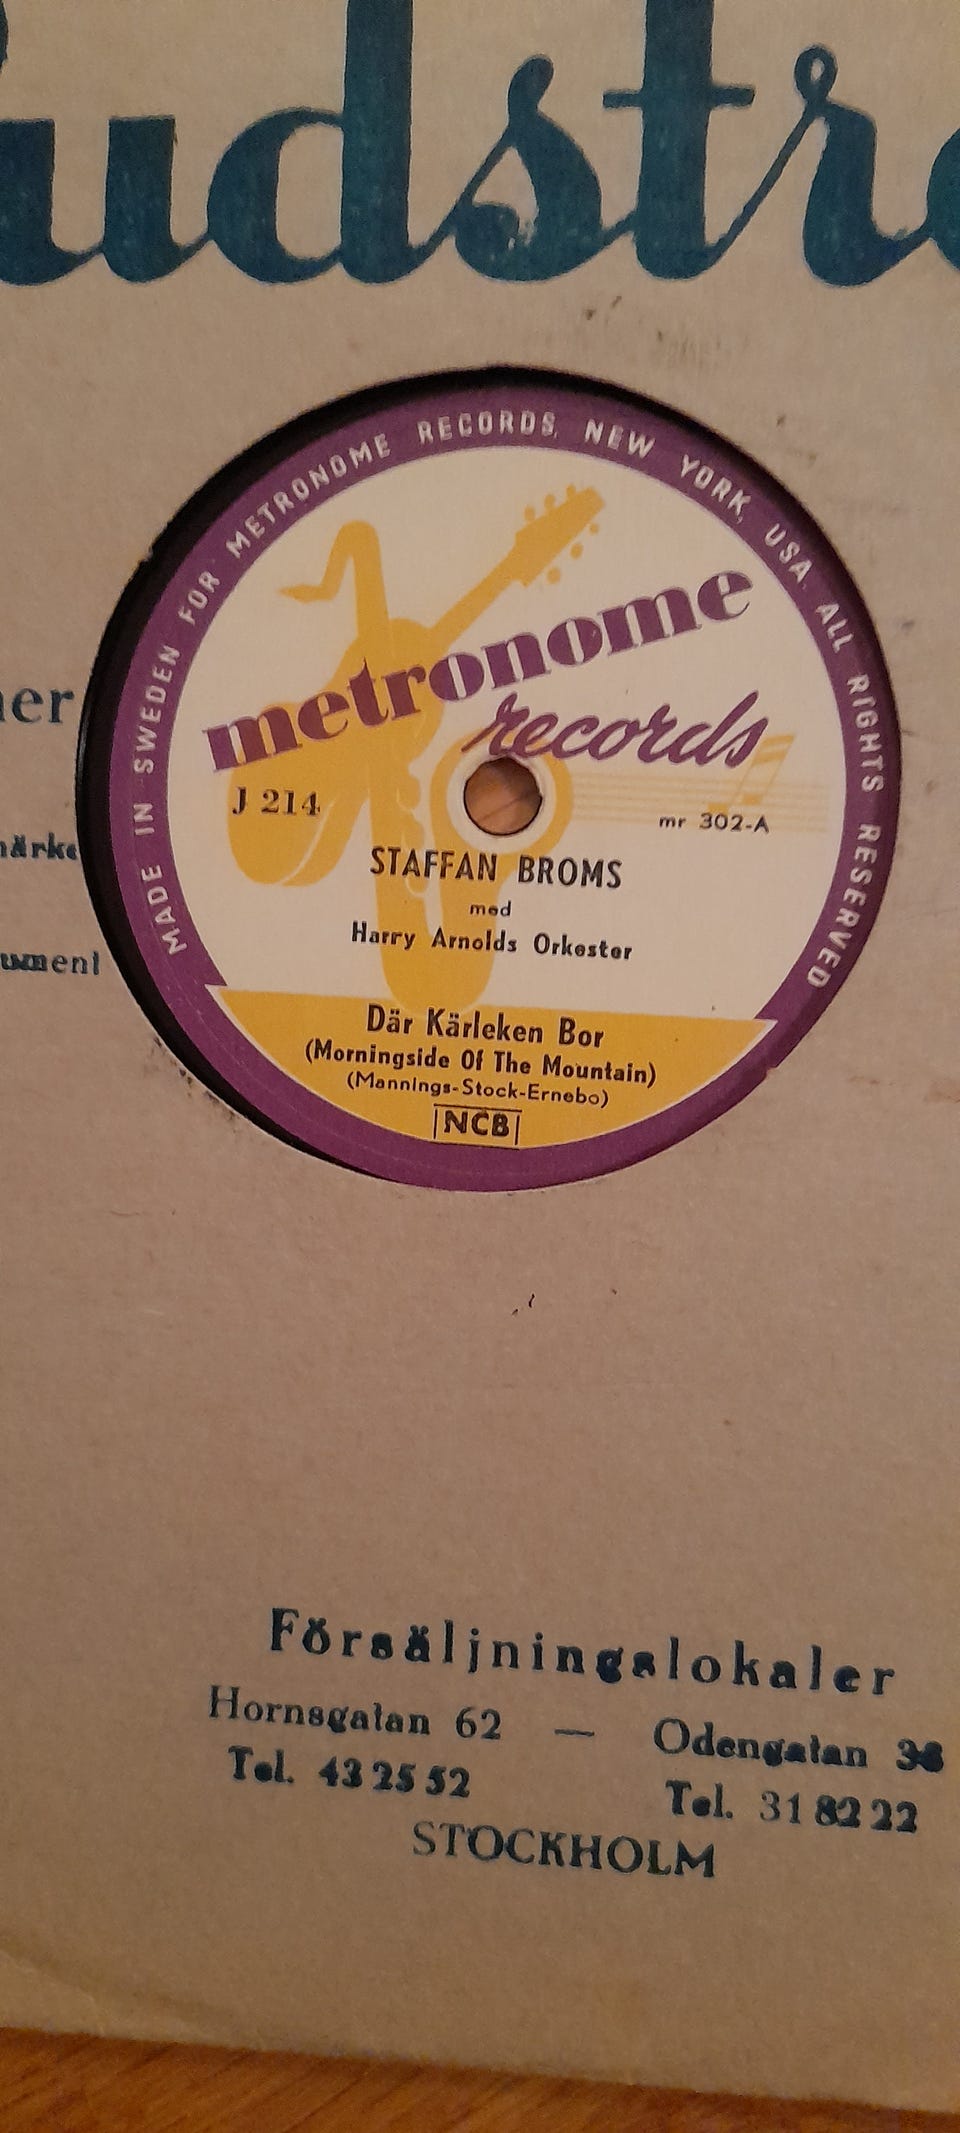 udstr
MADE IN SWEDEN FOR METRONOME RECORDS, NEW YORK, USA. ALL RIGHTS RESERVED
metronome
records
J 214
mr 302-A
STAFFAN BROMS
med
Harry Arnolds Orkester
Där Kärleken Bor
(Morningside Of The Mountain)
(Mannings-Stock-Ernebo)
NCB
Försäljningslokaler
Hornsgatan 62 — Odengatan
Tel. 43 25 52 Tel. 31 82 22
STOCKHOLM